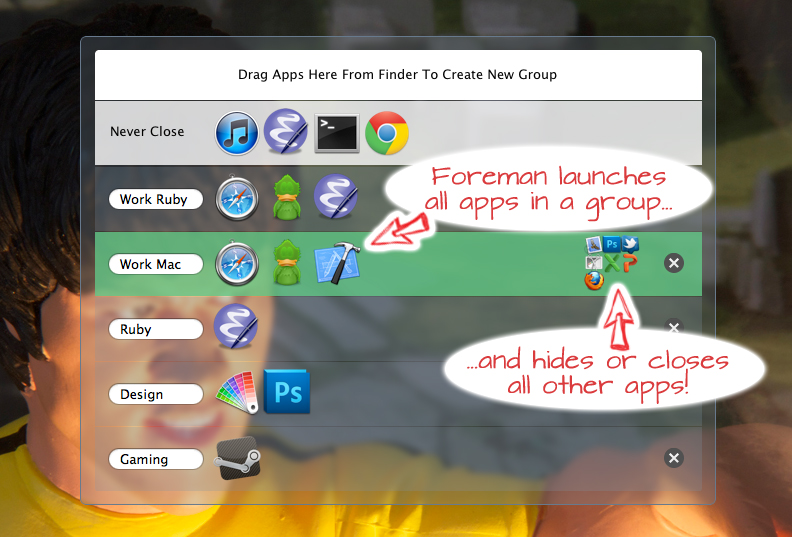 Drag Apps Here From Finder To Create New Group
Never Close
>_
Foreman launches
all apps in a group...
Work Ruby
Work Mac
Ps
Ruby
...and hides or closes
all other apps!
Design
Ps
Gaming